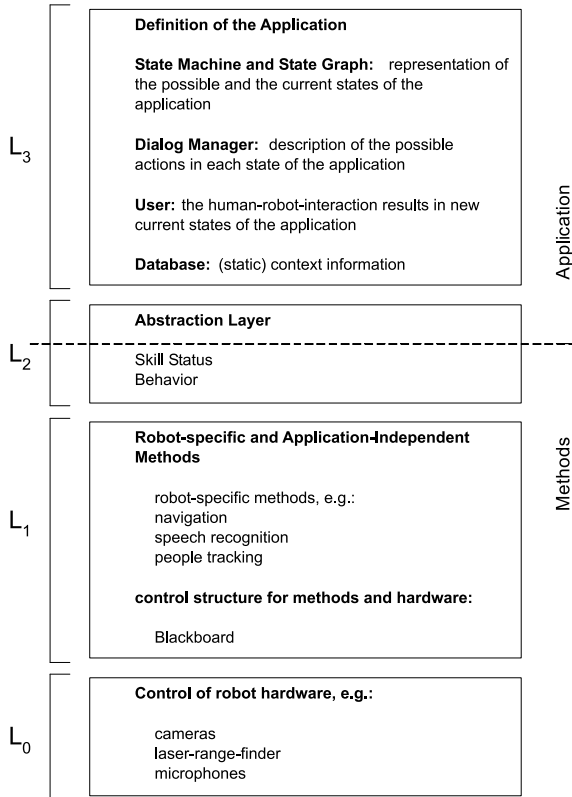 Definition of the Application
State Machine and State Graph: representation of
the possible and the current states of the
application
Dialog Manager: description of the possible
actions in each state of the application
User: the human-robot-interaction results in new
current states of the application
Database: (static) context information
L3
Application
Abstraction Layer
Skill Status
Behavior
L2
Robot-specific and Application-Independent
Methods
robot-specific methods, e.g.:
navigation
speech recognition
people tracking
control structure for methods and hardware:
Blackboard
L1
Methods
Control of robot hardware, e.g.:
cameras
laser-range-finder
microphones
L0